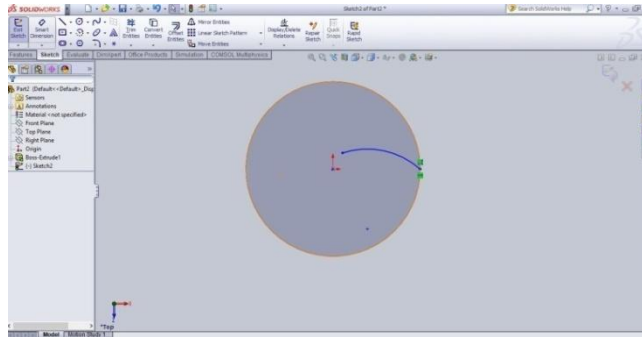 SOLIDWORKS
Sketch2 of Part2 *
Search SolidWorks Help
Exit Sketch
Smart Dimension
Trim Entities
Convert Entities
Offset Entities
Mirror Entities
Linear Sketch Pattern
Move Entities
Display/Delete Relations
Repair Sketch
Quick Snaps
Rapid Sketch
Features Sketch Evaluate DimXpert Office Products Simulation COMSOL Multiphysics
Part2 (Default<<Default>_Disp
Sensors
Annotations
Material <not specified>
Front Plane
Top Plane
Right Plane
Origin
Boss-Extrude1
(-) Sketch2
*Top
Model Motion Study 1